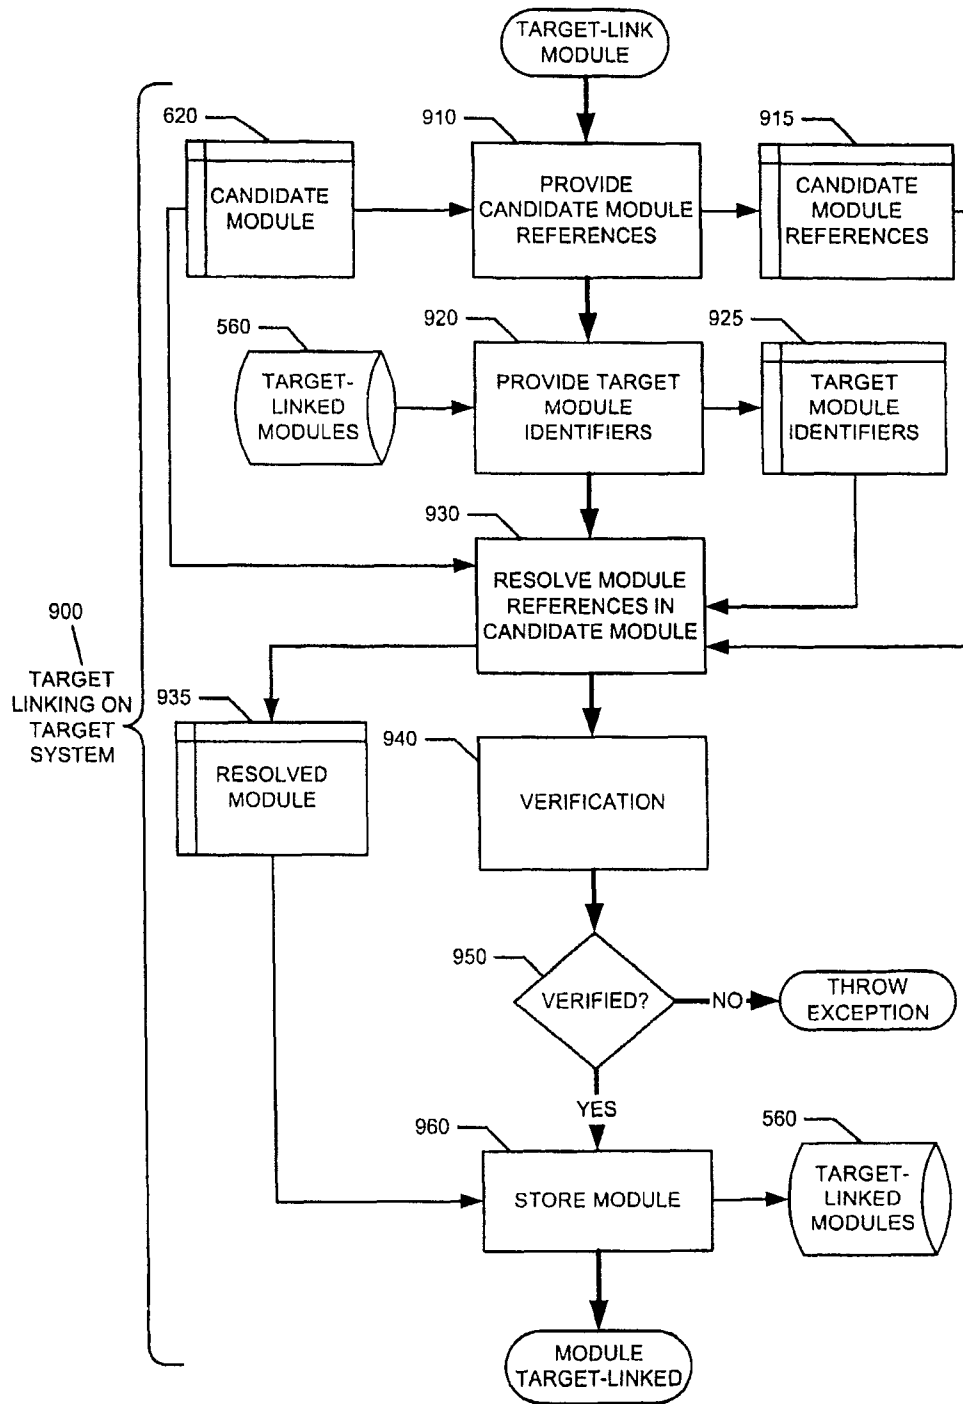 TARGET-LINK
MODULE
620
910
915
CANDIDATE
MODULE
PROVIDE
CANDIDATE MODULE
REFERENCES
CANDIDATE
MODULE
REFERENCES
560
920
925
TARGET-
LINKED
MODULES
PROVIDE TARGET
MODULE
IDENTIFIERS
TARGET
MODULE
IDENTIFIERS
930
RESOLVE MODULE
REFERENCES IN
CANDIDATE MODULE
900
TARGET
LINKING ON
TARGET
SYSTEM
935
RESOLVED
MODULE
940
VERIFICATION
950
VERIFIED?
NO
THROW
EXCEPTION
YES
960
STORE MODULE
560
TARGET-
LINKED
MODULES
MODULE
TARGET-LINKED